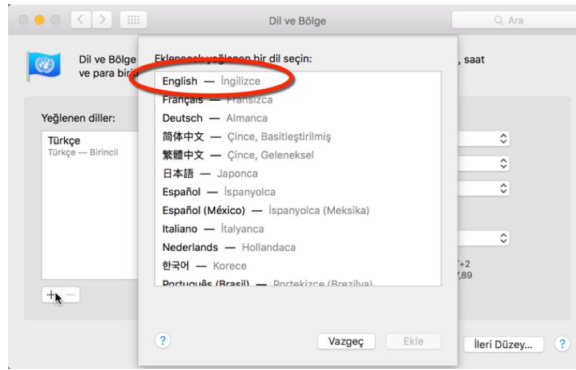 Dil ve Bölge
Ara
Dil ve Bölge
ve para biri
, saat
Eklenecek yeğlenen bir dil seçin:
English — İngilizce
Français — Fransızca
Deutsch — Almanca
简体中文 — Çince, Basitleştirilmiş
繁體中文 — Çince, Geleneksel
日本語 — Japonca
Español — İspanyolca
Español (México) — İspanyolca (Meksika)
Italiano — İtalyanca
Nederlands — Hollandaca
한국어 — Korece
Português (Brasil) — Portekizce (Brezilya)
Yeğlenen diller:
Türkçe
Türkçe — Birincil
+2
,89
+ −
?
Vazgeç
Ekle
İleri Düzey...
?